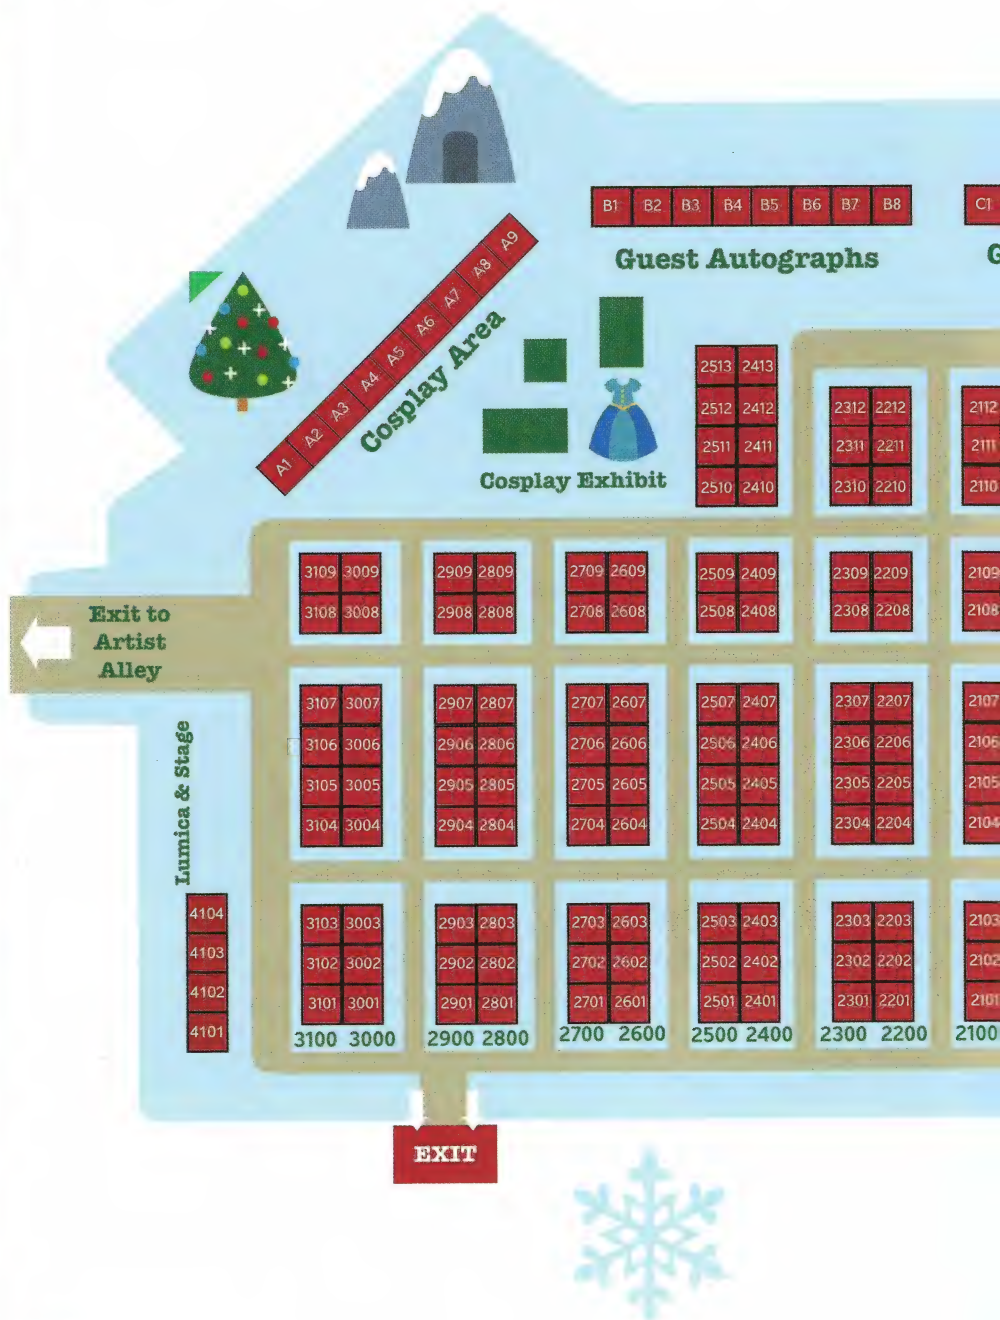 B1 B2 B3 B4 B5 B6 B7 B8 C1
Guest Autographs
A9
A8
A7
A6
A5
A4
A3
A2
A1
Cosplay Area
Cosplay Exhibit
2513 2413
2512 2412 2312 2212 2112
2511 2411 2311 2211 2111
2510 2410 2310 2210 2110
3109 3009 2909 2809 2709 2609 2509 2409 2309 2209 2109
3108 3008 2908 2808 2708 2608 2508 2408 2308 2208 2108
Exit to
Artist
Alley
3107 3007 2907 2807 2707 2607 2507 2407 2307 2207 2107
3106 3006 2906 2806 2706 2606 2506 2406 2306 2206 2106
3105 3005 2905 2805 2705 2605 2505 2405 2305 2205 2105
3104 3004 2904 2804 2704 2604 2504 2404 2304 2204 2104
Lumica & Stage
4104
4103
4102
4101
3103 3003 2903 2803 2703 2603 2503 2403 2303 2203 2103
3102 3002 2902 2802 2702 2602 2502 2402 2302 2202 2102
3101 3001 2901 2801 2701 2601 2501 2401 2301 2201 2101
3100 3000 2900 2800 2700 2600 2500 2400 2300 2200 2100
EXIT